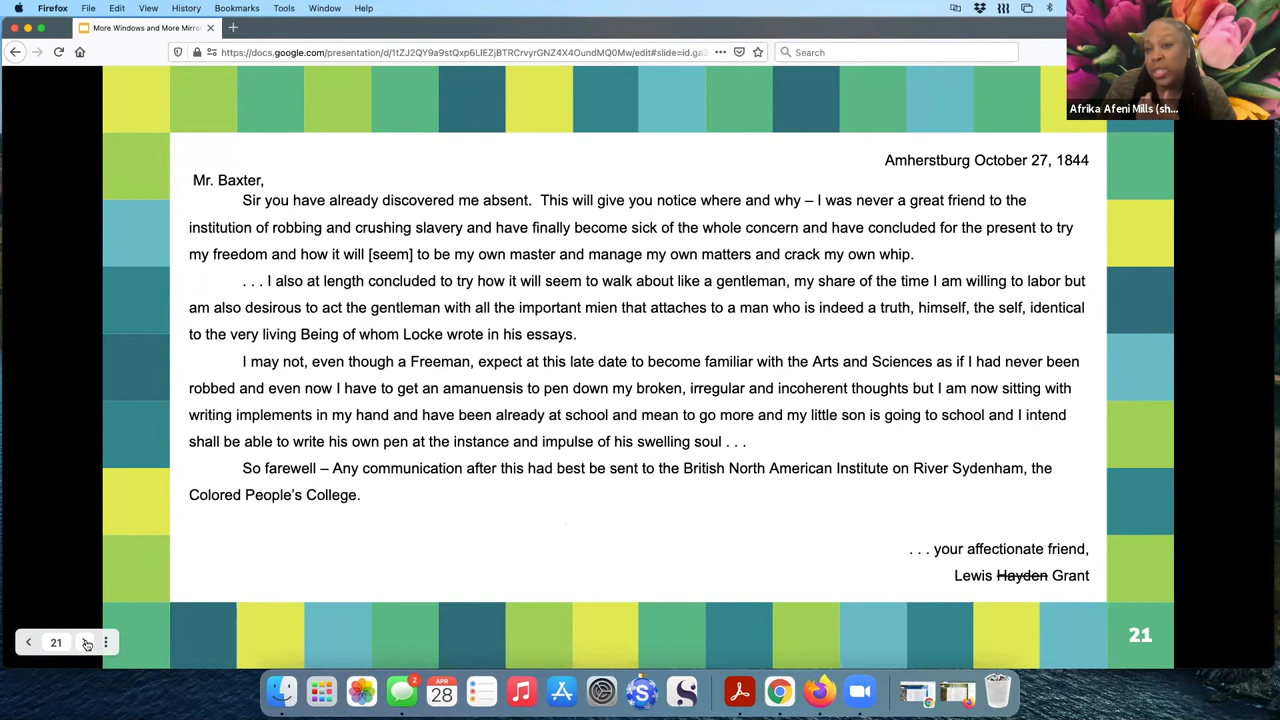 Firefox File Edit View History Bookmarks Tools Window Help
More Windows and More Mirro
https://docs.google.com/presentation/d/1tZJ2QY9a9stQxp6LIEZjBTRCrvyrGNZ4X4OundMQ0Mw/edit#slide=id.ga3
Search
Afrika Afeni Mills (sh...
Amherstburg October 27, 1844
Mr. Baxter,
Sir you have already discovered me absent. This will give you notice where and why – I was never a great friend to the
institution of robbing and crushing slavery and have finally become sick of the whole concern and have concluded for the present to try
my freedom and how it will [seem] to be my own master and manage my own matters and crack my own whip.
. . . I also at length concluded to try how it will seem to walk about like a gentleman, my share of the time I am willing to labor but
am also desirous to act the gentleman with all the important mien that attaches to a man who is indeed a truth, himself, the self, identical
to the very living Being of whom Locke wrote in his essays.
I may not, even though a Freeman, expect at this late date to become familiar with the Arts and Sciences as if I had never been
robbed and even now I have to get an amanuensis to pen down my broken, irregular and incoherent thoughts but I am now sitting with
writing implements in my hand and have been already at school and mean to go more and my little son is going to school and I intend
shall be able to write his own pen at the instance and impulse of his swelling soul . . .
So farewell – Any communication after this had best be sent to the British North American Institute on River Sydenham, the
Colored People's College.
. . . your affectionate friend,
Lewis Hayden Grant
21
21
2
APR
28